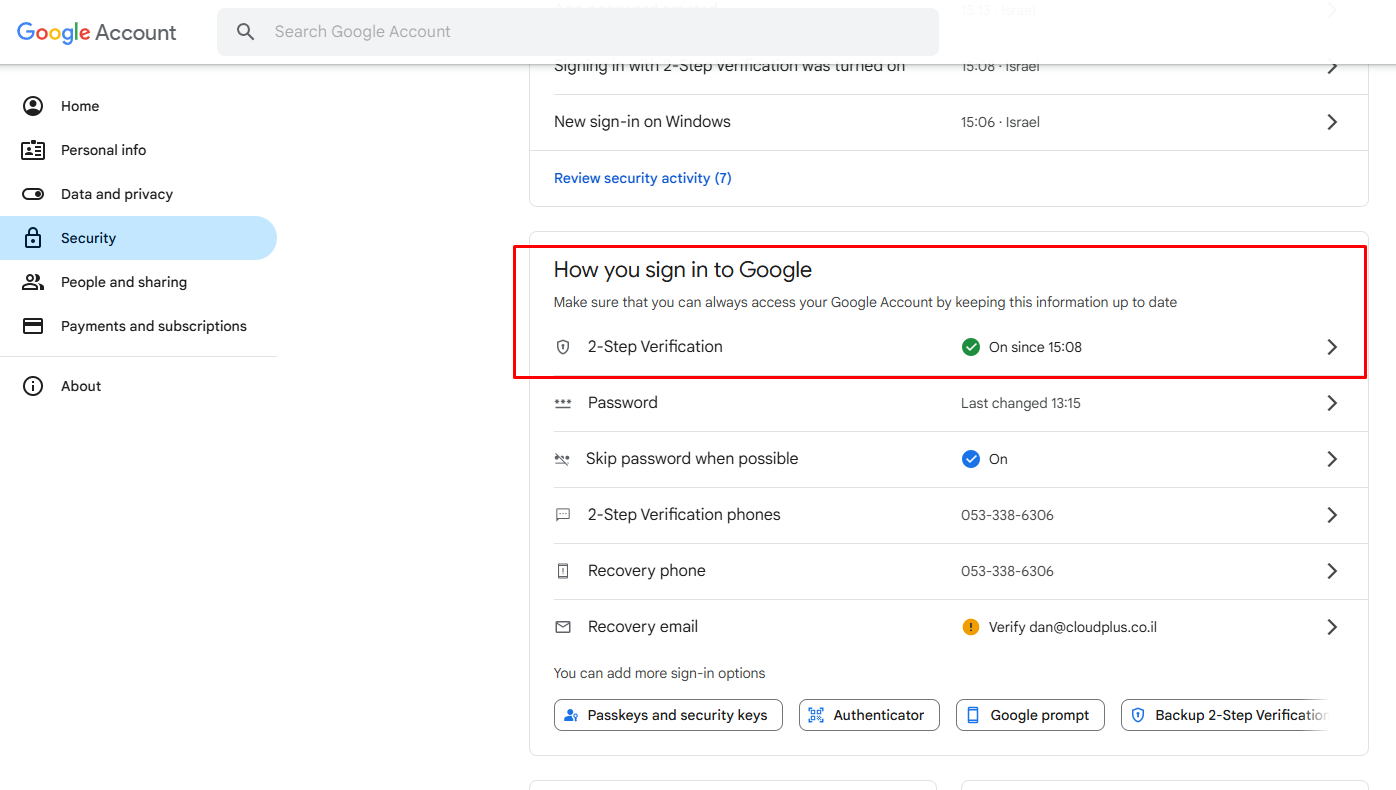 Google Account
Search Google Account
Home
Personal info
Data and privacy
Security
People and sharing
Payments and subscriptions
About
15:13 · Israel
Signing in with 2-Step Verification was turned on 15:08 · Israel
New sign-in on Windows 15:06 · Israel
Review security activity (7)
How you sign in to Google
Make sure that you can always access your Google Account by keeping this information up to date
2-Step Verification On since 15:08
Password Last changed 13:15
Skip password when possible On
2-Step Verification phones 053-338-6306
Recovery phone 053-338-6306
Recovery email Verify dan@cloudplus.co.il
You can add more sign-in options
Passkeys and security keys Authenticator Google prompt Backup 2-Step Verification